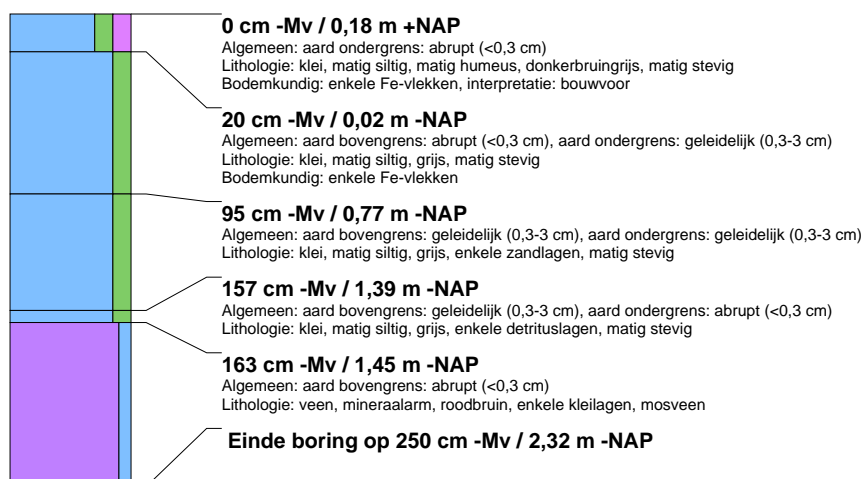 0 cm -Mv / 0,18 m +NAP
Algemeen: aard ondergrens: abrupt (<0,3 cm)
Lithologie: klei, matig siltig, matig humeus, donkerbruingrijs, matig stevig
Bodemkundig: enkele Fe-vlekken, interpretatie: bouwvoor
20 cm -Mv / 0,02 m -NAP
Algemeen: aard bovengrens: abrupt (<0,3 cm), aard ondergrens: geleidelijk (0,3-3 cm)
Lithologie: klei, matig siltig, grijs, matig stevig
Bodemkundig: enkele Fe-vlekken
95 cm -Mv / 0,77 m -NAP
Algemeen: aard bovengrens: geleidelijk (0,3-3 cm), aard ondergrens: geleidelijk (0,3-3 cm)
Lithologie: klei, matig siltig, grijs, enkele zandlagen, matig stevig
157 cm -Mv / 1,39 m -NAP
Algemeen: aard bovengrens: geleidelijk (0,3-3 cm), aard ondergrens: abrupt (<0,3 cm)
Lithologie: klei, matig siltig, grijs, enkele detrituslagen, matig stevig
163 cm -Mv / 1,45 m -NAP
Algemeen: aard bovengrens: abrupt (<0,3 cm)
Lithologie: veen, mineraalarm, roodbruin, enkele kleilagen, mosveen
Einde boring op 250 cm -Mv / 2,32 m -NAP